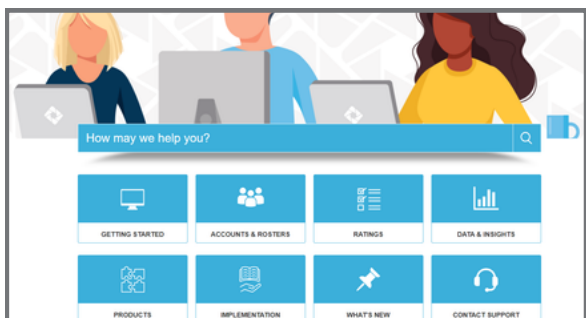 How may we help you?
GETTING STARTED
ACCOUNTS & ROSTERS
RATINGS
DATA & INSIGHTS
PRODUCTS
IMPLEMENTATION
WHAT'S NEW
CONTACT SUPPORT